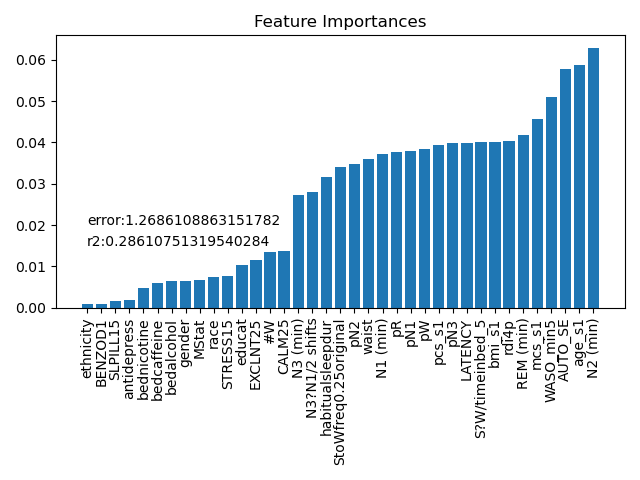 Feature Importances
0.06
0.05
0.04
0.03
0.02
0.01
0.00
error:1.2686108863151782
r2:0.28610751319540284
ethnicity
BENZOD1
SLPILL15
antidepress
bednicotine
bedcaffeine
bedalcohol
gender
MStat
race
STRESS15
educat
EXCLNT25
#W
CALM25
N3 (min)
N3?N1/2 shifts
habitualsleepdur
StoWfreq0.25original
pN2
waist
N1 (min)
pR
pN1
pW
pcs_s1
pN3
LATENCY
S?W/timeinbed_5
bmi_s1
rdi4p
REM (min)
mcs_s1
WASO_min5
AUTO_SE
age_s1
N2 (min)